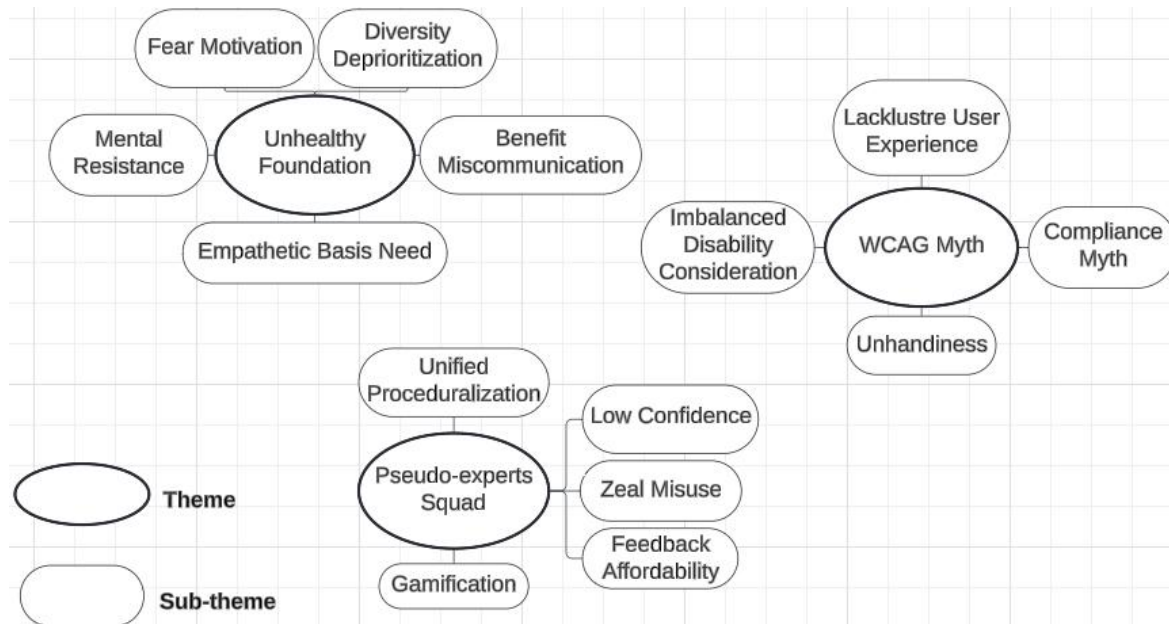 Fear Motivation
Diversity
Deprioritization
Mental
Resistance
Unhealthy
Foundation
Benefit
Miscommunication
Empathetic Basis Need
Lacklustre User
Experience
Imbalanced
Disability
Consideration
WCAG Myth
Compliance
Myth
Unhandiness
Unified
Proceduralization
Low Confidence
Pseudo-experts
Squad
Zeal Misuse
Feedback
Affordability
Gamification
Theme
Sub-theme